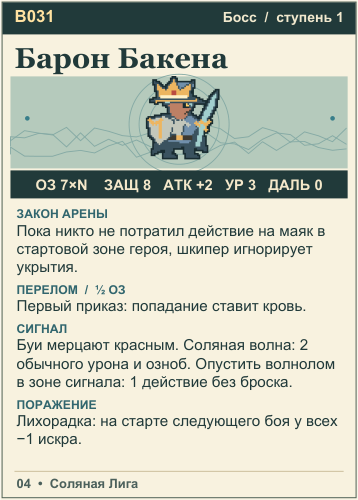 B031
Босс / ступень 1
Барон Бакена
ОЗ 7×N ЗАЩ 8 АТК +2 УР 3 ДАЛЬ 0
ЗАКОН АРЕНЫ
Пока никто не потратил действие на маяк в
стартовой зоне героя, шкипер игнорирует
укрытия.
ПЕРЕЛОМ / ½ ОЗ
Первый приказ: попадание ставит кровь.
СИГНАЛ
Буи мерцают красным. Соляная волна: 2
обычного урона и озноб. Опустить волнолом
в зоне сигнала: 1 действие без броска.
ПОРАЖЕНИЕ
Лихорадка: на старте следующего боя у всех
−1 искра.
04 • Соляная Лига